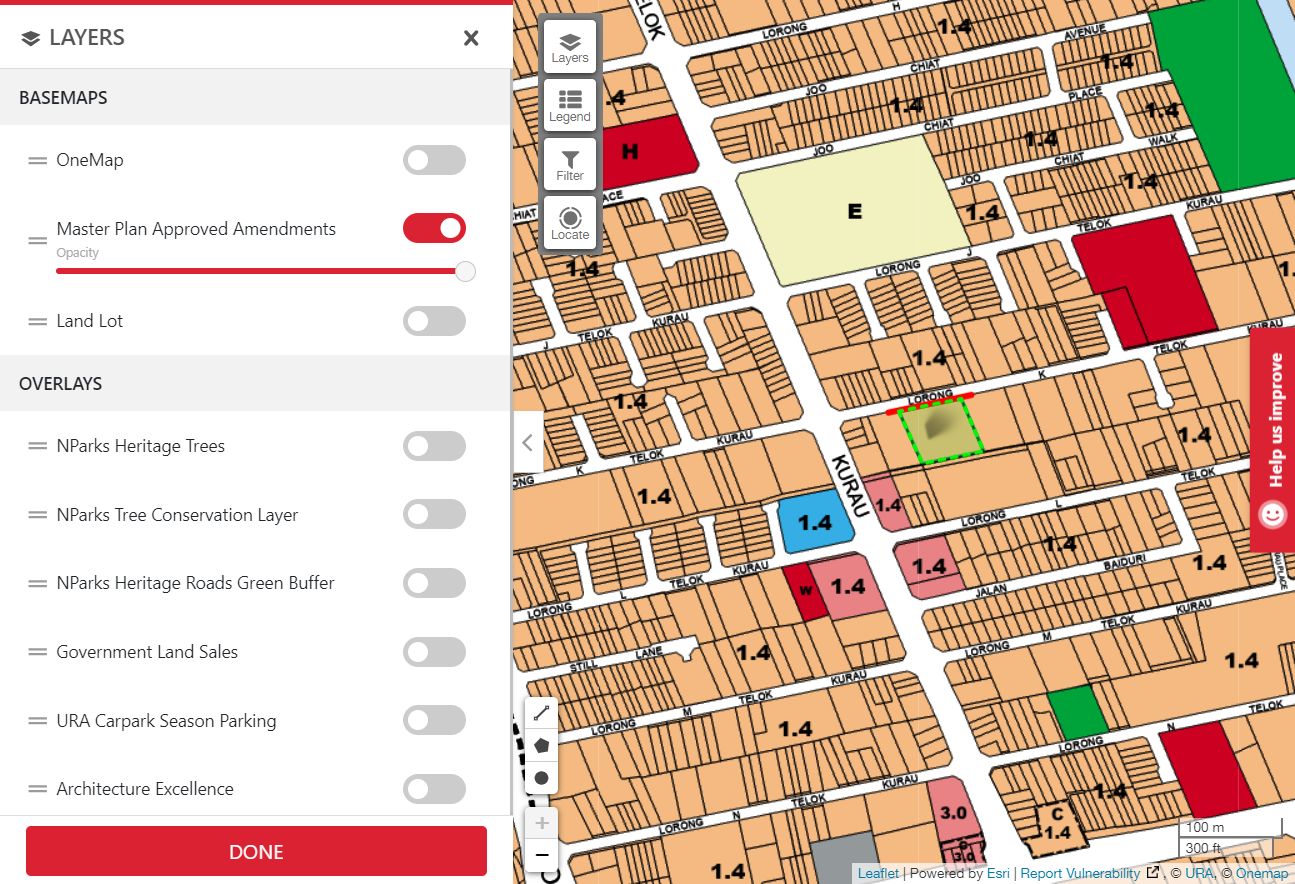 LAYERS
BASEMAPS
OneMap
Master Plan Approved Amendments
Opacity
Land Lot
OVERLAYS
NParks Heritage Trees
NParks Tree Conservation Layer
NParks Heritage Roads Green Buffer
Government Land Sales
URA Carpark Season Parking
Architecture Excellence
DONE
Layers
Legend
Filter
Locate
TELOK
LORONG H
1.4
AVENUE
CHIAT
1.4
JOO
1.4
PLACE
1.4
CHIAT
1.4
JOO
H
WALK
CHIAT
1.4
JOO
KURAU
E
1.4
TELOK
CHIAT
LORONG J
1.4
KURAU
TELOK
J
KURAU
TELOK
1.4
K
LORONG
1.4
KURAU
TELOK
K
1.4
KURAU
1.4
TELOK
1.4
1.4
LORONG L
1.4
BAIDURI
1.4
1.4
KURAU
TELOK
L
LORONG
W
1.4
JALAN
KURAU
TELOK
M
LORONG
1.4
1.4
STILL LANE
KURAU
TELOK
M
LORONG
1.4
TELOK
N
LORONG
KURAU
TELOK
N
LORONG
3.0
1.4
C
1.4
C
3.0
1.4
Help us improve
100 m
300 ft
Leaflet | Powered by Esri | Report Vulnerability , © URA, © Onemap